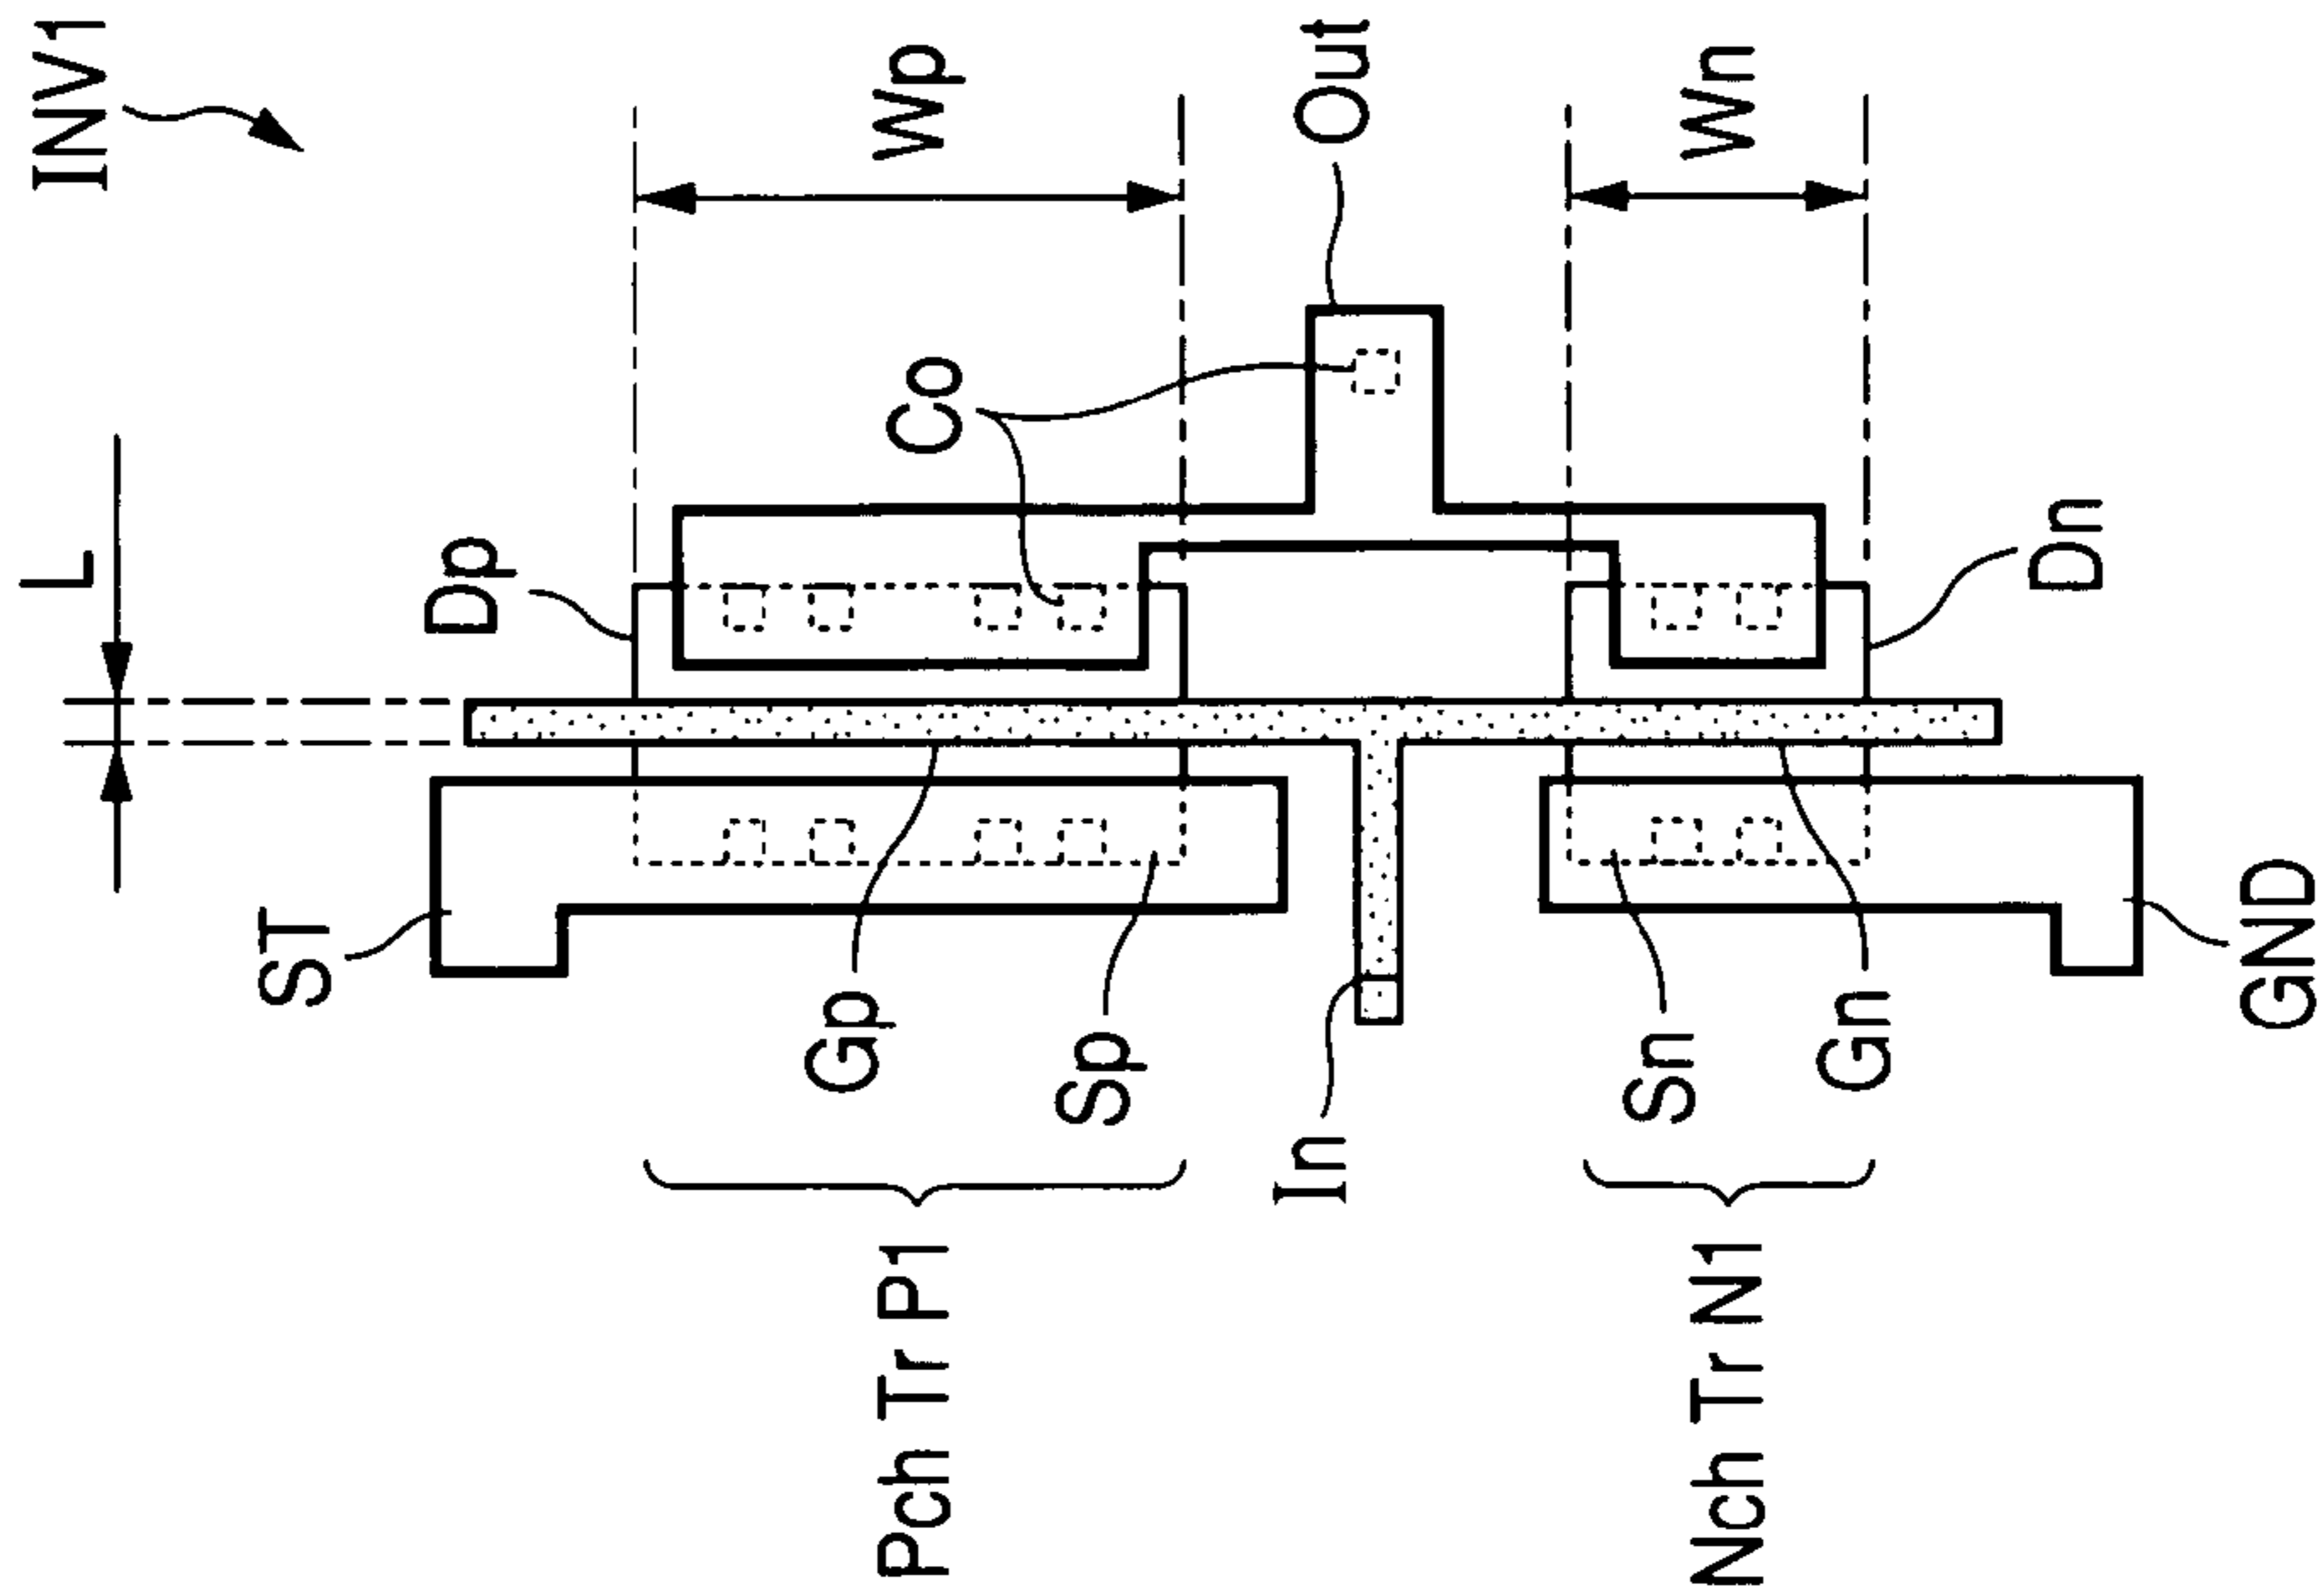 L
INV1
ST
Dp
Gp
Pch Tr P1
Co
Wp
Sp
In
Out
Sn
Nch Tr N1
Wn
Gn
Dn
GND